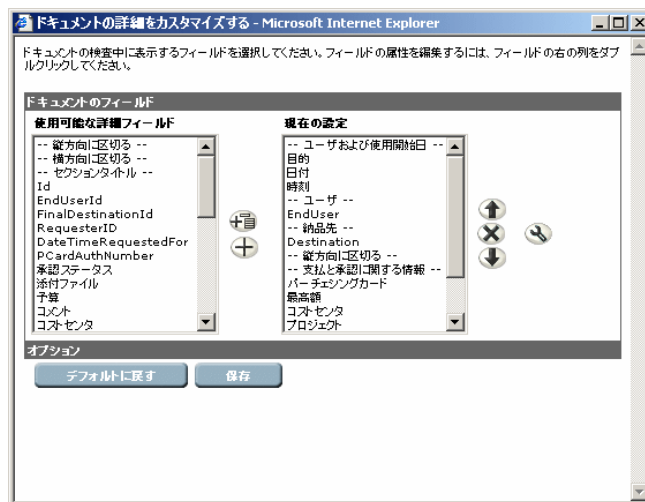 ドキュメントの詳細をカスタマイズする - Microsoft Internet Explorer
ドキュメントの検査中に表示するフィールドを選択してください。フィールドの属性を編集するには、フィールドの右の列をダブ
ルクリックしてください。
ドキュメントのフィールド
使用可能な詳細フィールド
-- 縦方向に区切る --
-- 横方向に区切る --
-- セクションタイトル --
Id
EndUserId
FinalDestinationId
RequesterID
DateTimeRequestedFor
PCardAuthNumber
承認ステータス
添付ファイル
予算
コメント
コストセンタ
現在の設定
-- ユーザおよび使用開始日 --
目的
日付
時刻
-- ユーザ --
EndUser
-- 納品先 --
Destination
-- 縦方向に区切る --
-- 支払と承認に関する情報 --
パーチェシングカード
最高額
コストセンタ
プロジェクト
オプション
デフォルトに戻す
保存